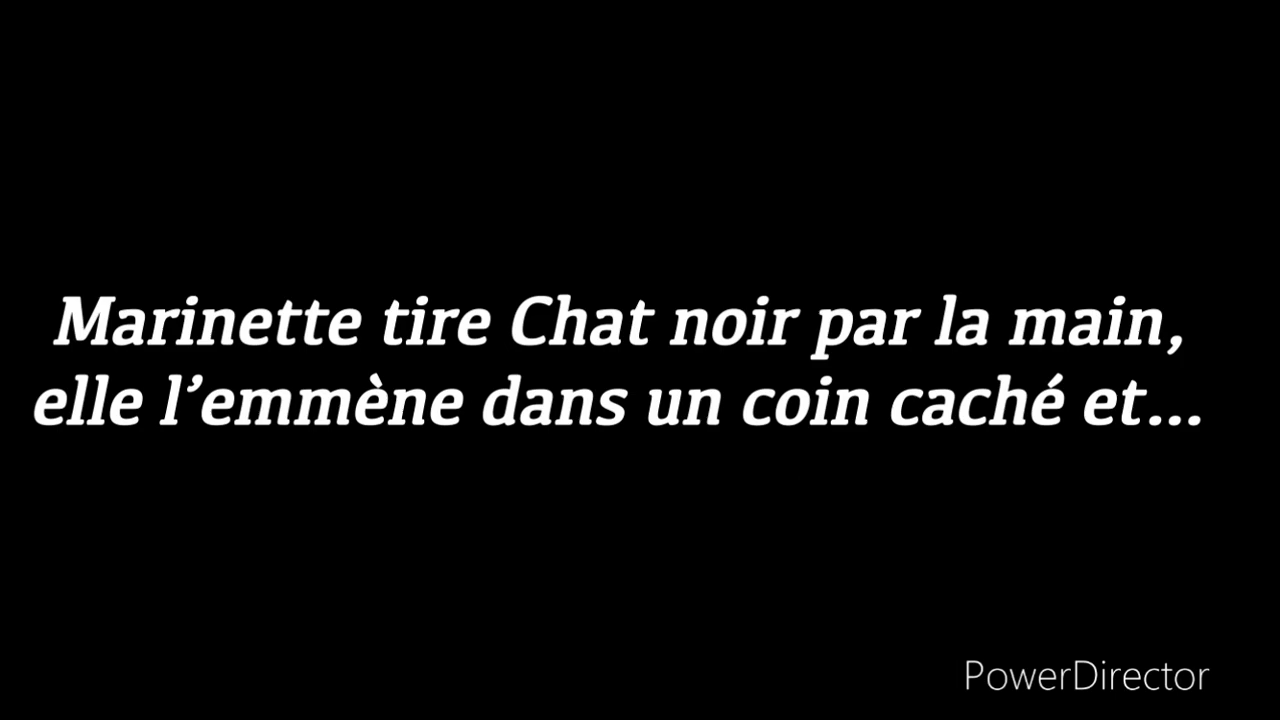 Marinette tire Chat noir par la main,
elle l’emmène dans un coin caché et...
PowerDirector